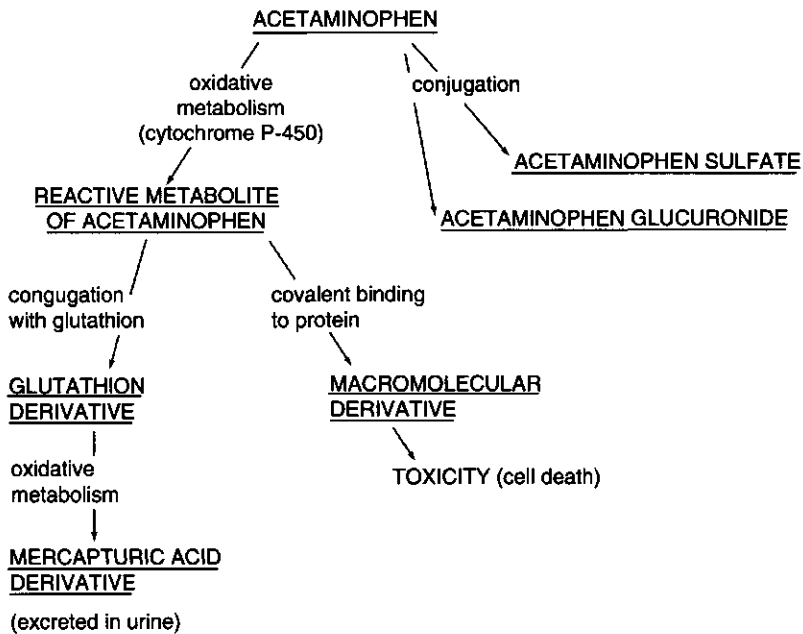 ACETAMINOPHEN
oxidative
metabolism
(cytochrome P-450)
conjugation
ACETAMINOPHEN SULFATE
REACTIVE METABOLITE
OF ACETAMINOPHEN
ACETAMINOPHEN GLUCURONIDE
congugation
with glutathion
covalent binding
to protein
GLUTATHION
DERIVATIVE
MACROMOLECULAR
DERIVATIVE
oxidative
metabolism
TOXICITY (cell death)
MERCAPTURIC ACID
DERIVATIVE
(excreted in urine)